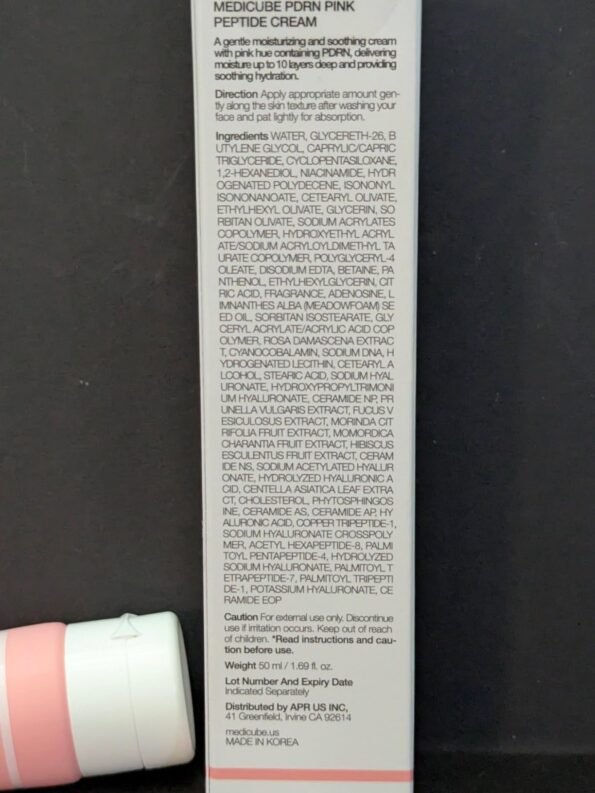 MEDICUBE PDRN PINK
PEPTIDE CREAM
A gentle moisturizing and soothing cream
with pink hue containing PDRN, delivering
moisture up to 10 layers deep and providing
soothing hydration.
Direction Apply appropriate amount gen-
tly along the skin texture after washing your
face and pat lightly for absorption.
Ingredients WATER, GLYCERETH-26, B
UTYLENE GLYCOL, CAPRYLIC/CAPRIC
TRIGLYCERIDE, CYCLOPENTASILOXANE,
1,2-HEXANEDIOL, NIACINAMIDE, HYDR
OGENATED POLYDECENE, ISONONYL
ISONONANOATE, CETEARYL OLIVATE,
ETHYLHEXYL OLIVATE, GLYCERIN, SO
RBITAN OLIVATE, SODIUM ACRYLATES
COPOLYMER, HYDROXYETHYL ACRYL
ATE/SODIUM ACRYLOYLDIMETHYL TA
URATE COPOLYMER, POLYGLYCERYL-4
OLEATE, DISODIUM EDTA, BETAINE, PA
NTHENOL, ETHYLHEXYLGLYCERIN, CIT
RIC ACID, FRAGRANCE, ADENOSINE, L
IMNANTHES ALBA (MEADOWFOAM) SE
ED OIL, SORBITAN ISOSTEARATE, GLY
CERYL ACRYLATE/ACRYLIC ACID COP
OLYMER, ROSA DAMASCENA EXTRAC
T, CYANOCOBALAMIN, SODIUM DNA, H
YDROGENATED LECITHIN, CETEARYL A
LCOHOL, STEARIC ACID, SODIUM HYAL
URONATE, HYDROXYPROPYLTRIMONI
UM HYALURONATE, CERAMIDE NP, PR
UNELLA VULGARIS EXTRACT, FUCUS V
ESICULOSUS EXTRACT, MORINDA CIT
RIFOLIA FRUIT EXTRACT, MOMORDICA
CHARANTIA FRUIT EXTRACT, HIBISCUS
ESCULENTUS FRUIT EXTRACT, CERAM
IDE NS, SODIUM ACETYLATED HYALUR
ONATE, HYDROLYZED HYALURONIC A
CID, CENTELLA ASIATICA LEAF EXTRA
CT, CHOLESTEROL, PHYTOSPHINGOS
INE, CERAMIDE AS, CERAMIDE AP, HY
ALURONIC ACID, COPPER TRIPEPTIDE-1,
SODIUM HYALURONATE CROSSPOLY
MER, ACETYL HEXAPEPTIDE-8, PALMI
TOYL PENTAPEPTIDE-4, HYDROLYZED
SODIUM HYALURONATE, PALMITOYL T
ETRAPEPTIDE-7, PALMITOYL TRIPEPTI
DE-1, POTASSIUM HYALURONATE, CE
RAMIDE EOP
Caution For external use only. Discontinue
use if irritation occurs. Keep out of reach
of children. *Read instructions and cau-
tion before use.
Weight 50 ml / 1.69 fl. oz.
Lot Number And Expiry Date
Indicated Separately
Distributed by APR US INC,
41 Greenfield, Irvine CA 92614
medicube.us
MADE IN KOREA